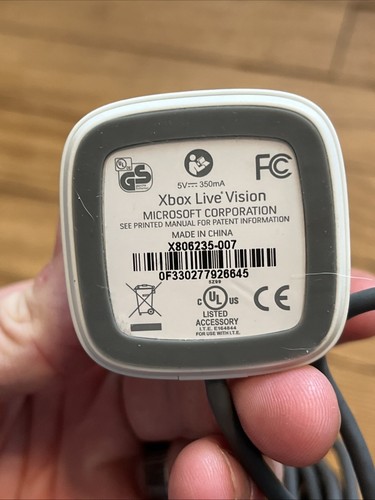 UL
GS
FC
5V⎓350mA
Xbox Live® Vision
MICROSOFT CORPORATION
SEE PRINTED MANUAL FOR PATENT INFORMATION
MADE IN CHINA
X806235-007
0F330277926645
C UL US
LISTED
ACCESSORY
I.T.E. E164844
FOR USE WITH I.T.E.
CE